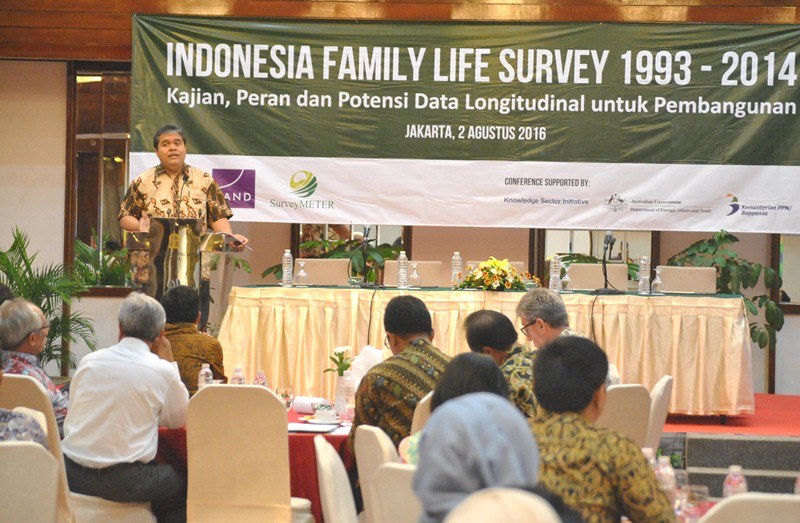 INDONESIA FAMILY LIFE SURVEY 1993 - 2014
Kajian, Peran dan Potensi Data Longitudinal untuk Pembangunan
JAKARTA, 2 AGUSTUS 2016
AND
SurveyMETER
CONFERENCE SUPPORTED BY:
Knowledge Sector Initiative
Australian Government
Department of Foreign Affairs and Trade
Kementerian PPN/
Bappenas